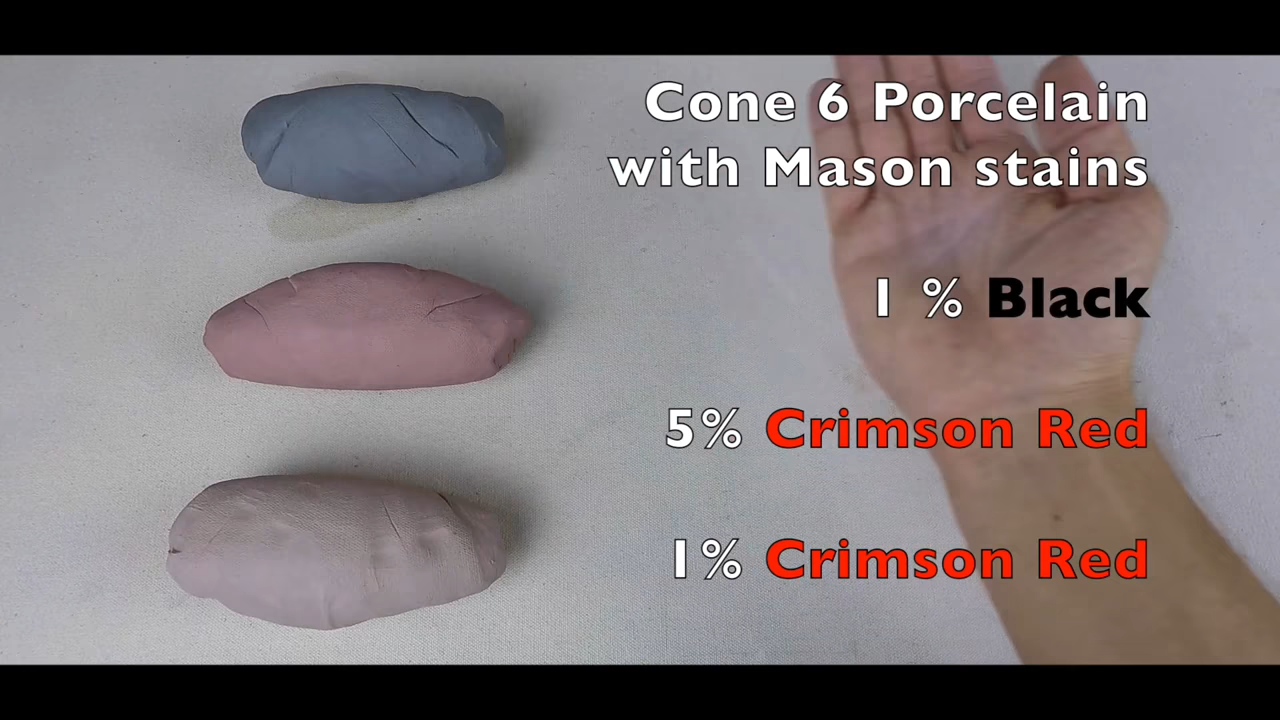 Cone 6 Porcelain
with Mason stains
1 % Black
5% Crimson Red
1% Crimson Red